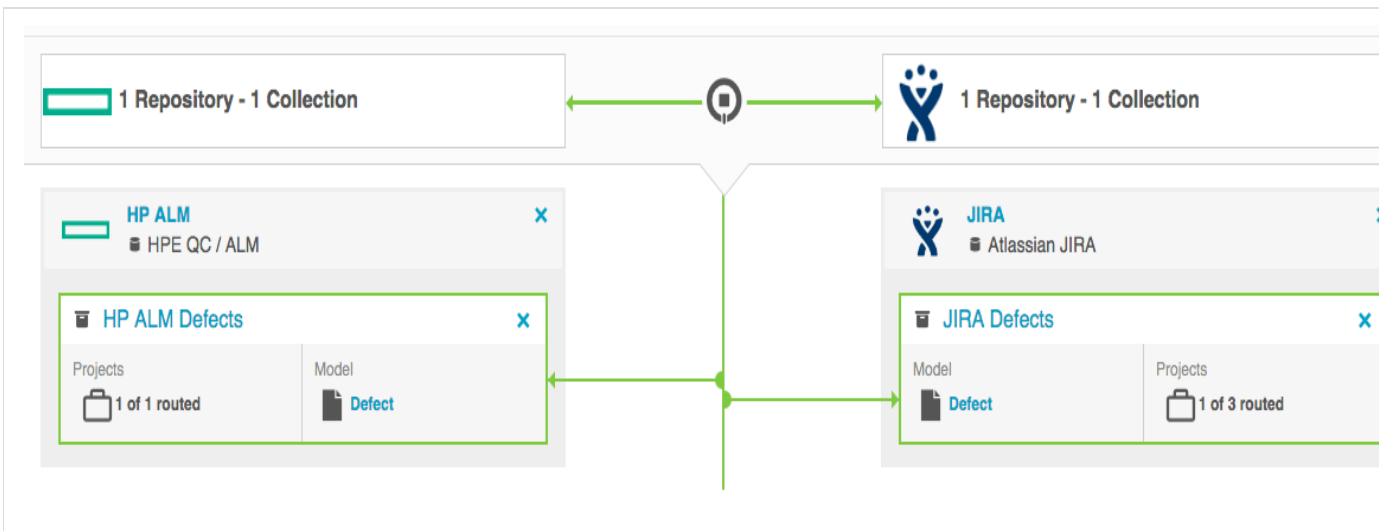 1 Repository - 1 Collection
1 Repository - 1 Collection
HP ALM
HPE QC / ALM
JIRA
Atlassian JIRA
HP ALM Defects
Projects
1 of 1 routed
Model
Defect
JIRA Defects
Model
Defect
Projects
1 of 3 routed